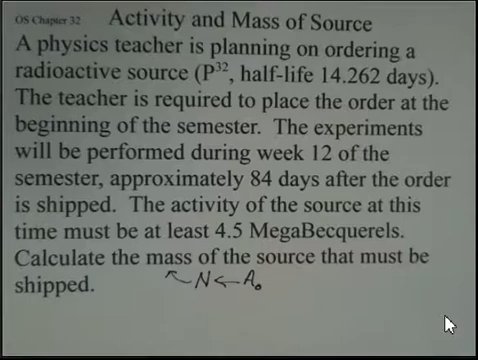 OS Chapter 32 Activity and Mass of Source
A physics teacher is planning on ordering a
radioactive source (P³², half-life 14.262 days).
The teacher is required to place the order at the
beginning of the semester. The experiments
will be performed during week 12 of the
semester, approximately 84 days after the order
is shipped. The activity of the source at this
time must be at least 4.5 MegaBecquerels.
Calculate the mass of the source that must be
shipped. ↖ N ← A₀